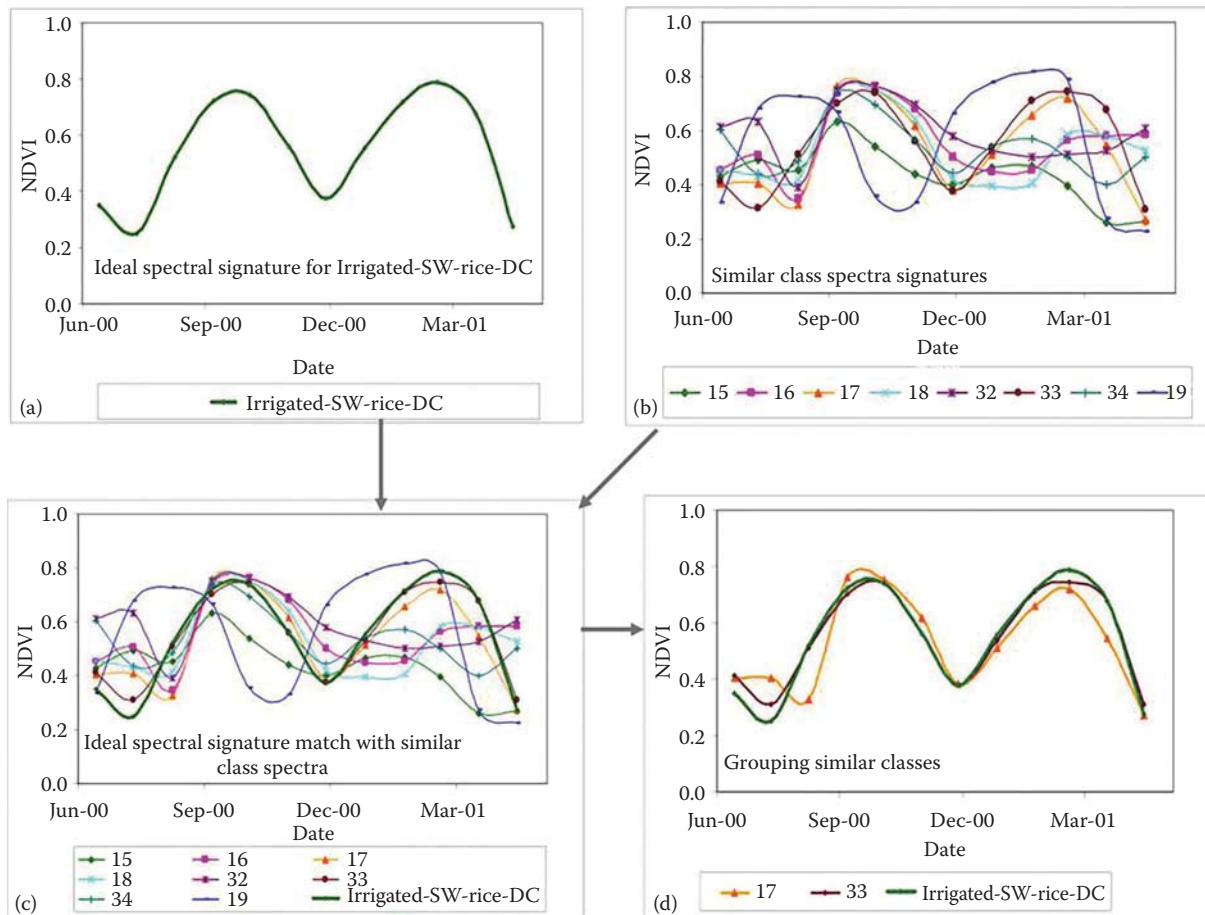 1.0
0.8
0.6
0.4
0.2
0.0
NDVI
Ideal spectral signature for Irrigated-SW-rice-DC
Jun-00 Sep-00 Dec-00 Mar-01
Date
(a)
Irrigated-SW-rice-DC
1.0
0.8
0.6
0.4
0.2
0.0
NDVI
Similar class spectra signatures
Jun-00 Sep-00 Dec-00 Mar-01
Date
(b)
15 16 17 18 32 33 34 19
1.0
0.8
0.6
0.4
0.2
0.0
NDVI
Ideal spectral signature match with similar
class spectra
Jun-00 Sep-00 Dec-00 Mar-01
Date
15 16 17
18 32 33
(c)
34 19 Irrigated-SW-rice-DC
1.0
0.8
0.6
0.4
0.2
0.0
NDVI
Grouping similar classes
Jun-00 Sep-00 Dec-00 Mar-01
Date
(d)
17 33 Irrigated-SW-rice-DC